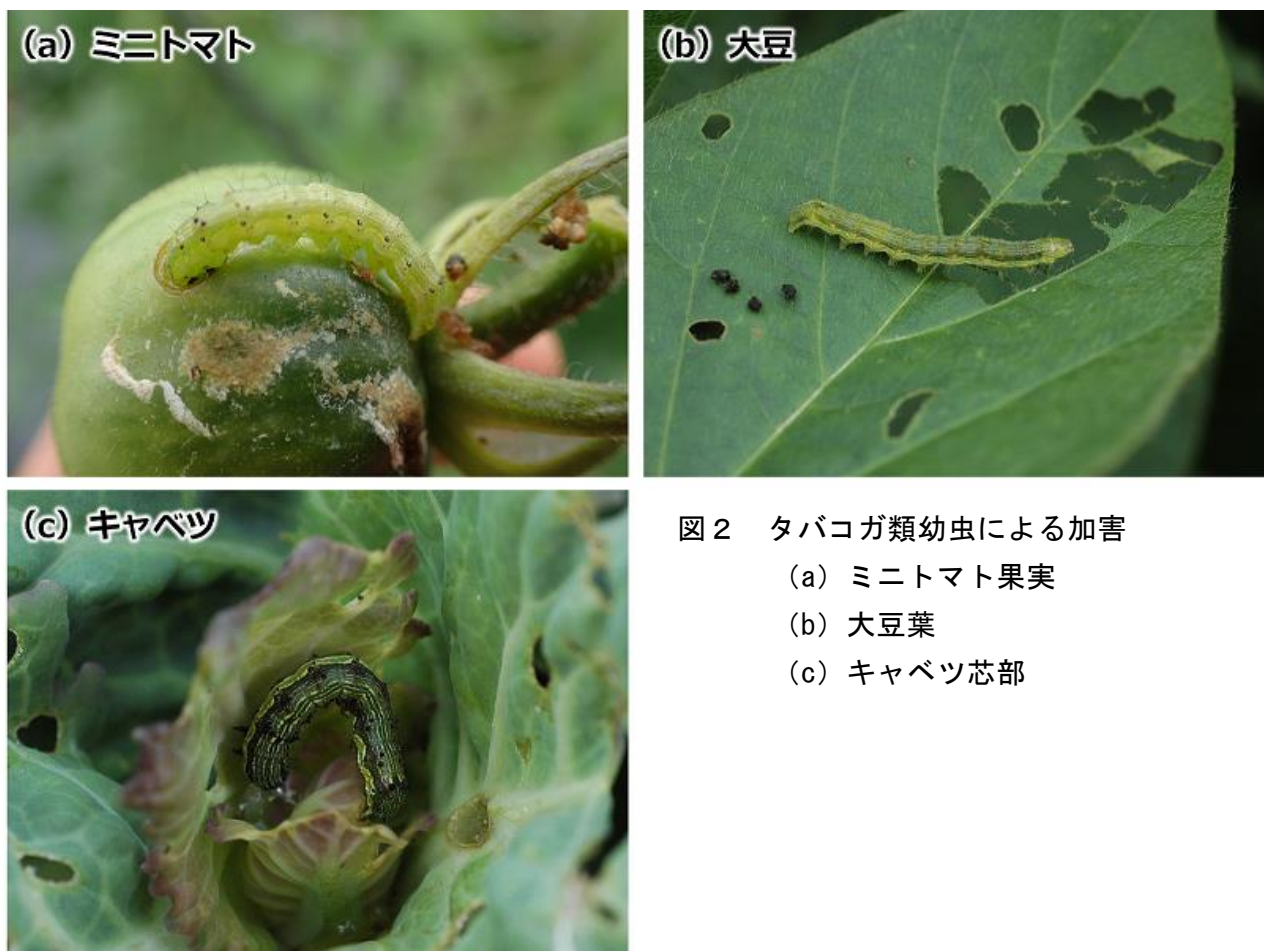 (a) ミニトマト
(b) 大豆
(c) キャベツ
図２　タバコガ類幼虫による加害
（a）ミニトマト果実
（b）大豆葉
（c）キャベツ芯部